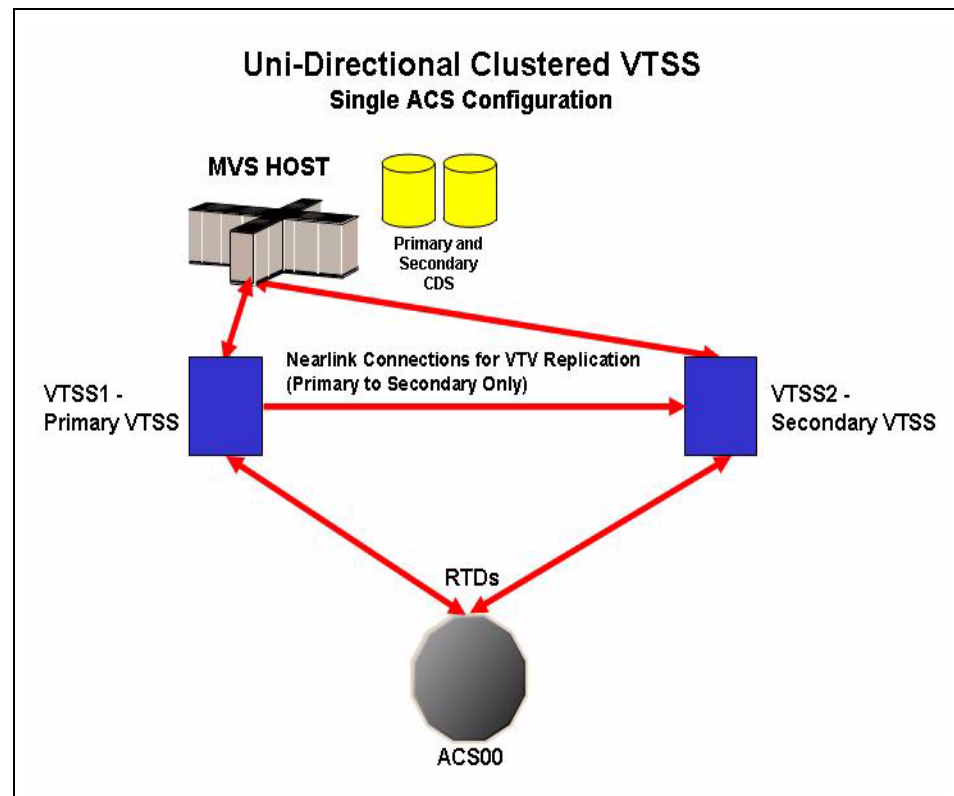 Uni-Directional Clustered VTSS
Single ACS Configuration
MVS HOST
Primary and
Secondary
CDS
Nearlink Connections for VTV Replication
(Primary to Secondary Only)
VTSS1 -
Primary VTSS
VTSS2 -
Secondary VTSS
RTDs
ACS00